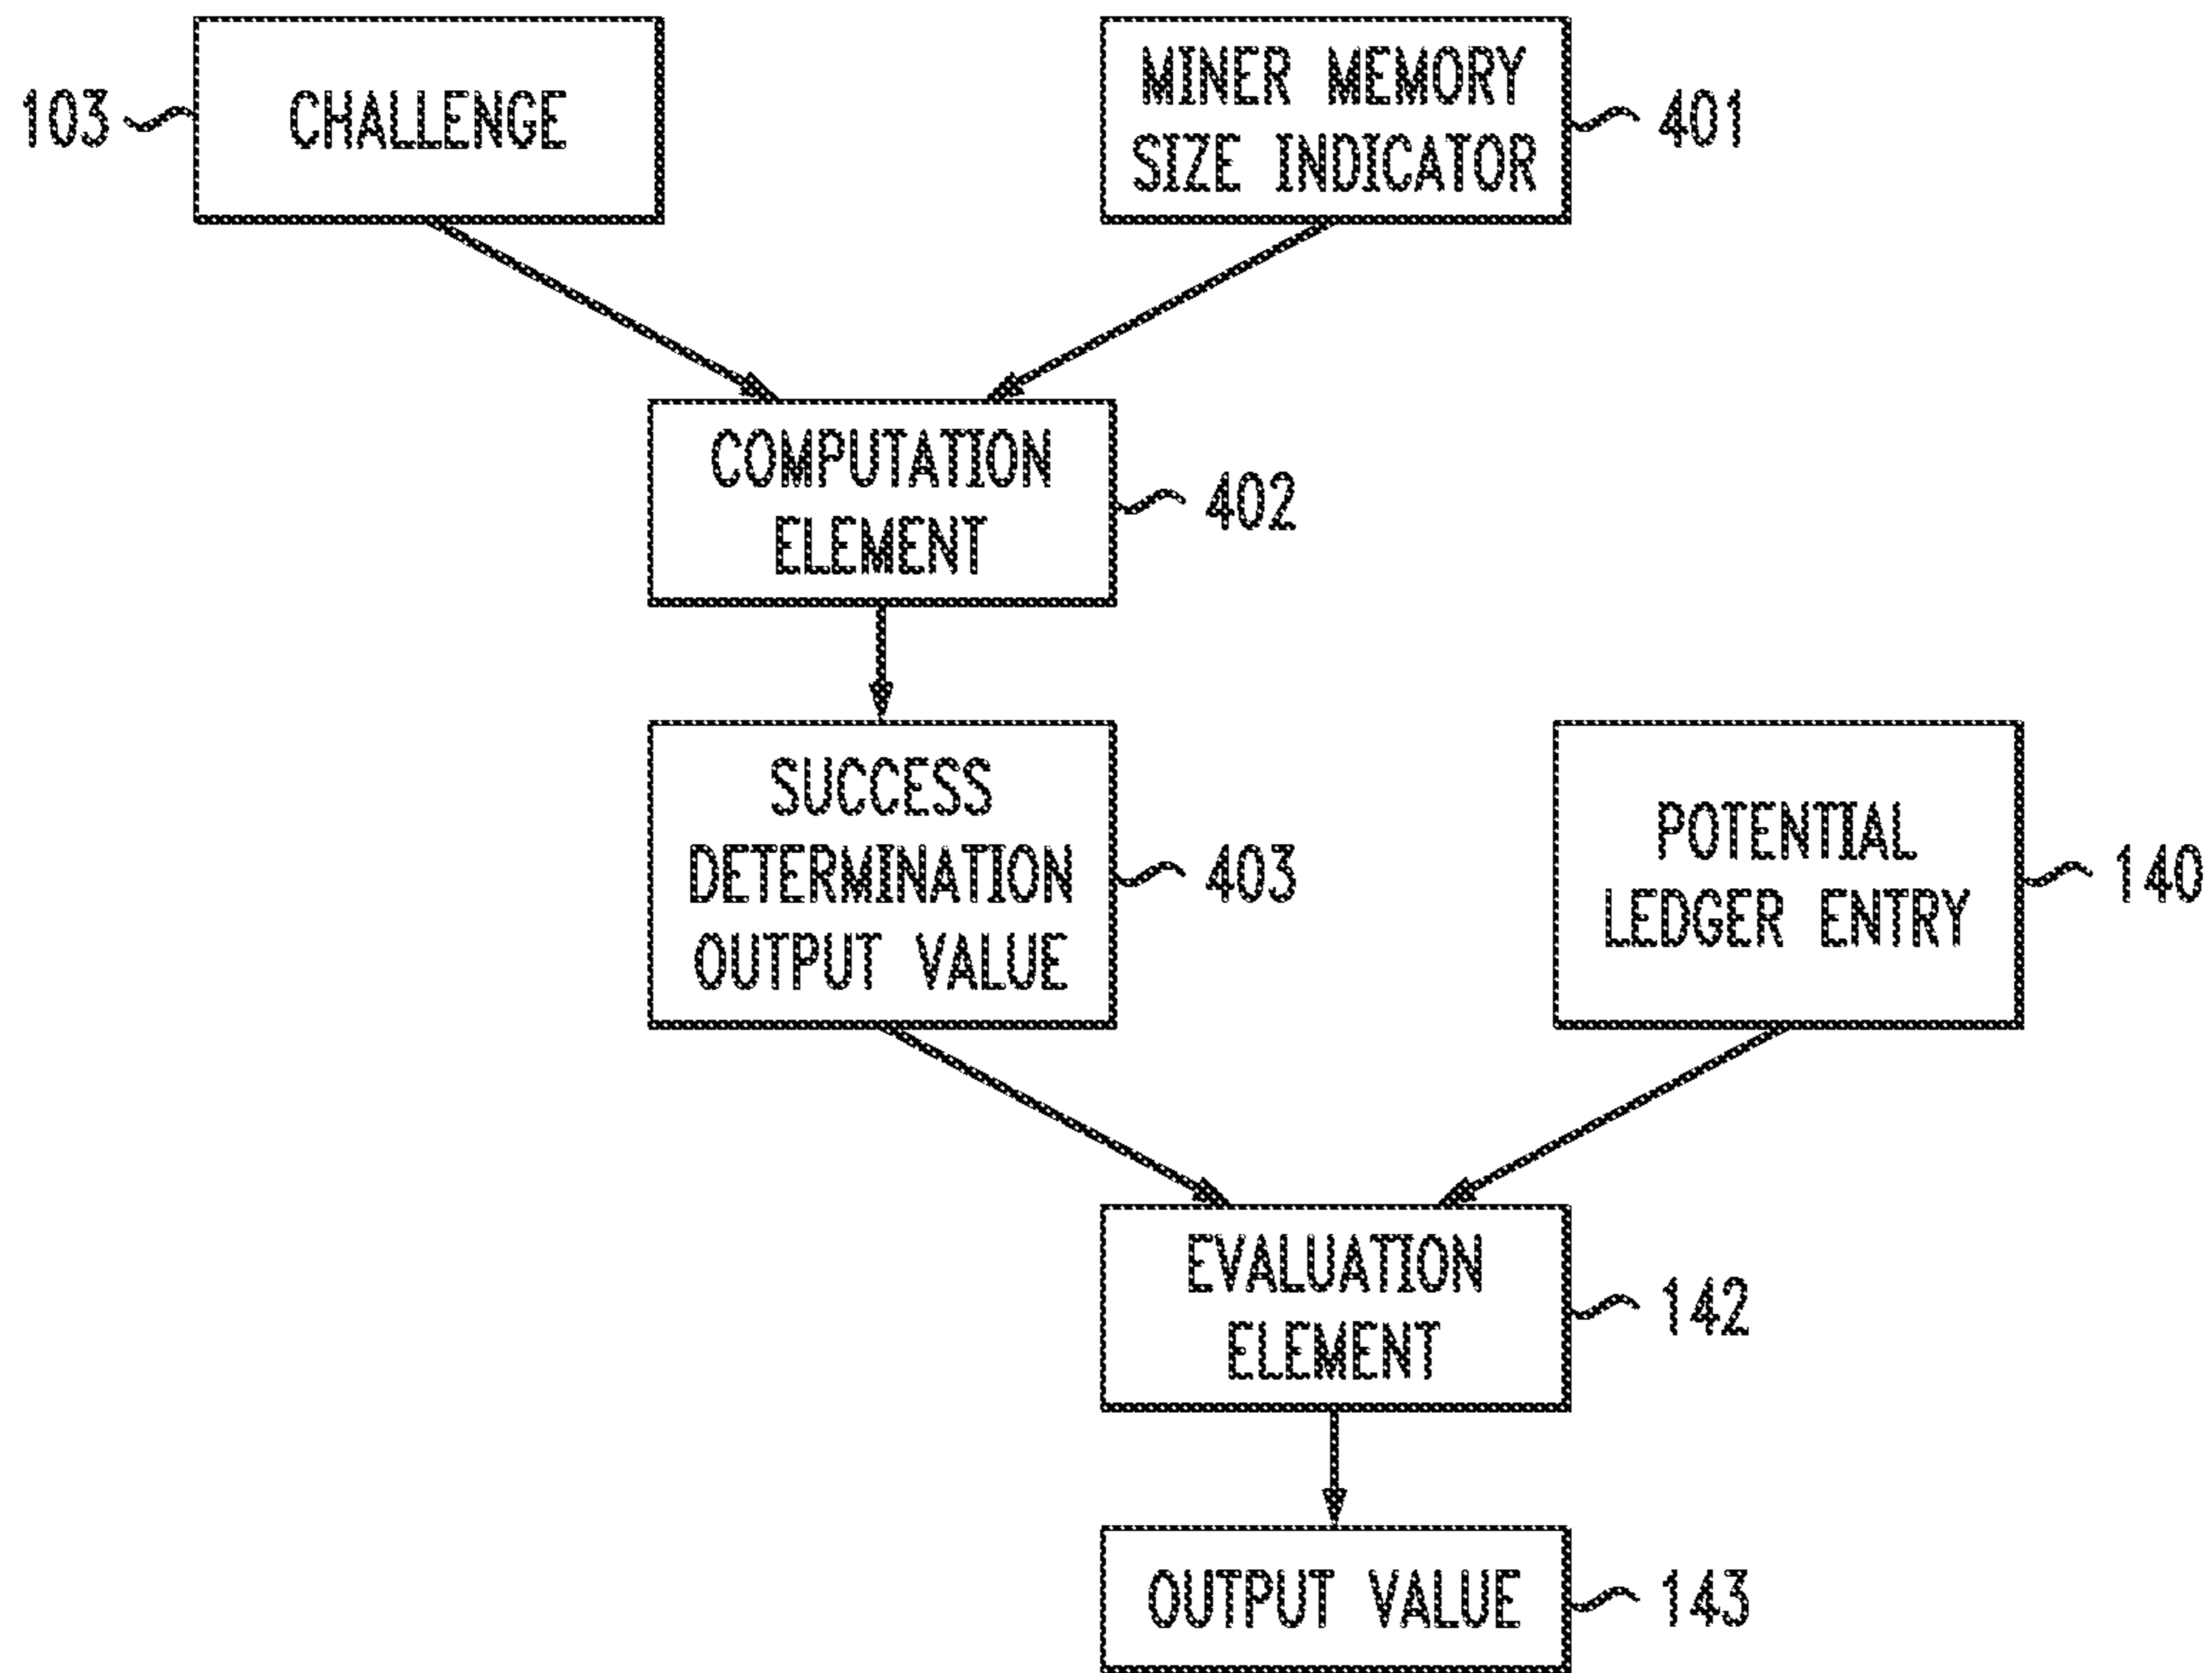 103
CHALLENGE
MINER MEMORY
SIZE INDICATOR
401
COMPUTATION
ELEMENT
402
SUCCESS
DETERMINATION
OUTPUT VALUE
403
POTENTIAL
LEDGER ENTRY
140
EVALUATION
ELEMENT
142
OUTPUT VALUE
143